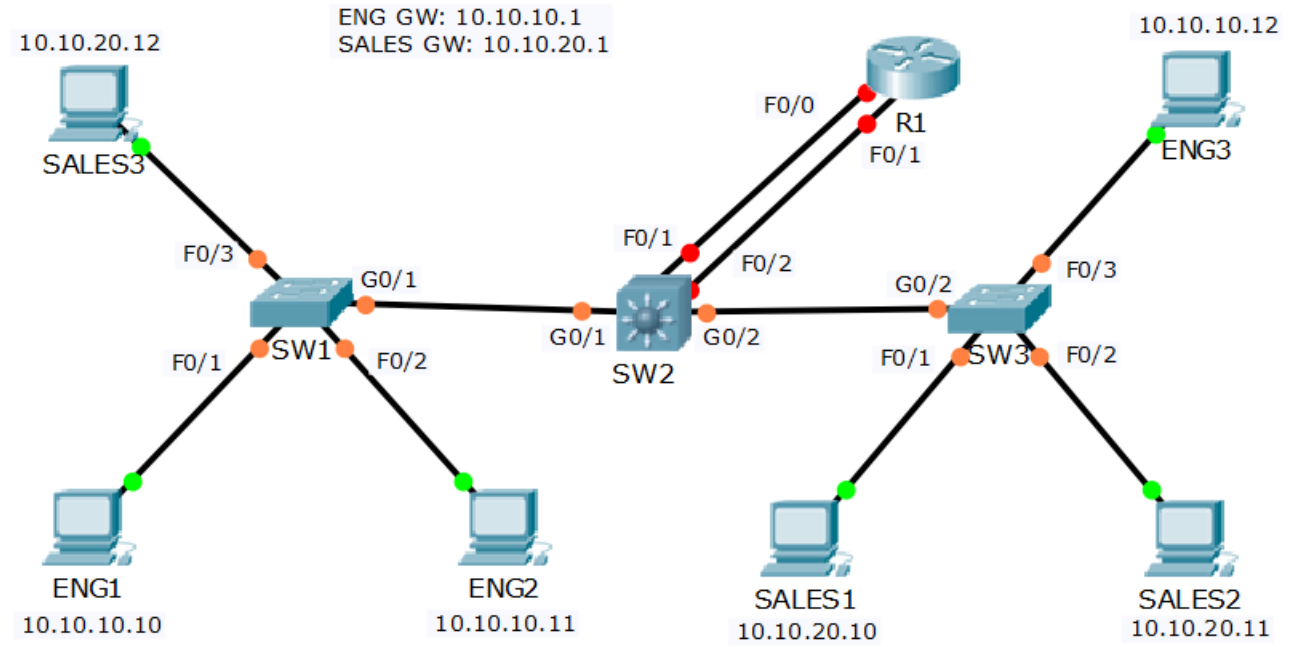 ENG GW: 10.10.10.1
SALES GW: 10.10.20.1
10.10.20.12
SALES3
10.10.10.12
ENG3
F0/0
R1
F0/1
F0/1
F0/2
F0/3
G0/1
SW1
F0/1
F0/2
G0/1
G0/2
SW2
G0/2
F0/3
SW3
F0/1
F0/2
ENG1
10.10.10.10
ENG2
10.10.10.11
SALES1
10.10.20.10
SALES2
10.10.20.11